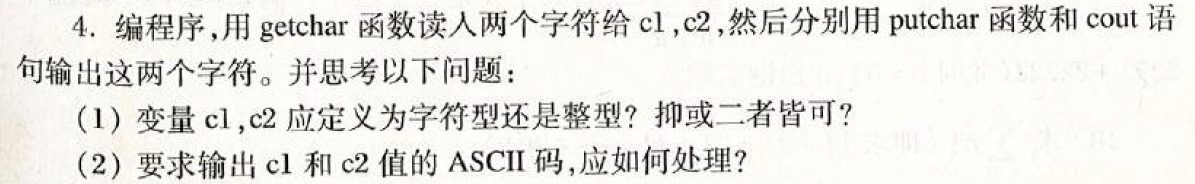 4. 编程序,用 getchar 函数读入两个字符给 c1,c2,然后分别用 putchar 函数和 cout 语
句输出这两个字符。并思考以下问题:
(1) 变量 c1,c2 应定义为字符型还是整型? 抑或二者皆可?
(2) 要求输出 c1 和 c2 值的 ASCII 码,应如何处理?